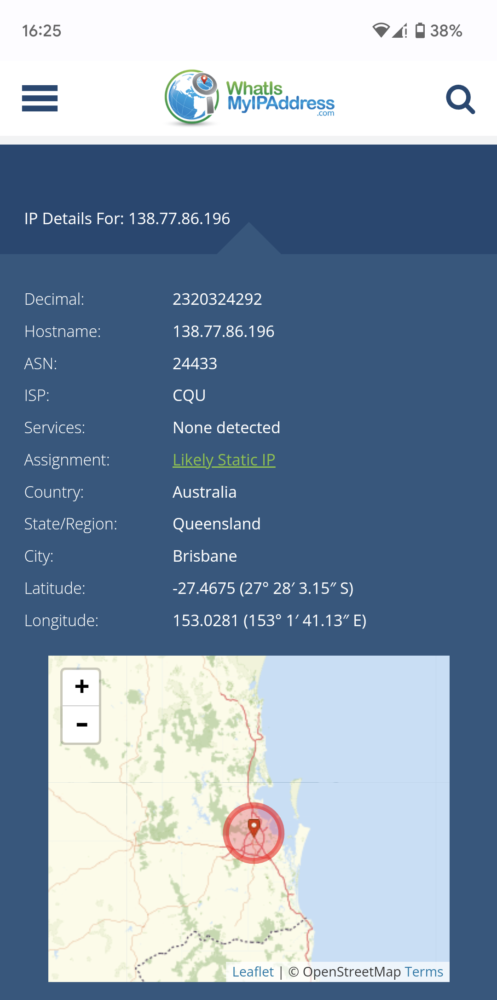 16:25
38%
WhatIs
MyIPAddress
.com
IP Details For: 138.77.86.196
Decimal: 2320324292
Hostname: 138.77.86.196
ASN: 24433
ISP: CQU
Services: None detected
Assignment: Likely Static IP
Country: Australia
State/Region: Queensland
City: Brisbane
Latitude: -27.4675 (27° 28′ 3.15″ S)
Longitude: 153.0281 (153° 1′ 41.13″ E)
+
-
Leaflet | © OpenStreetMap Terms